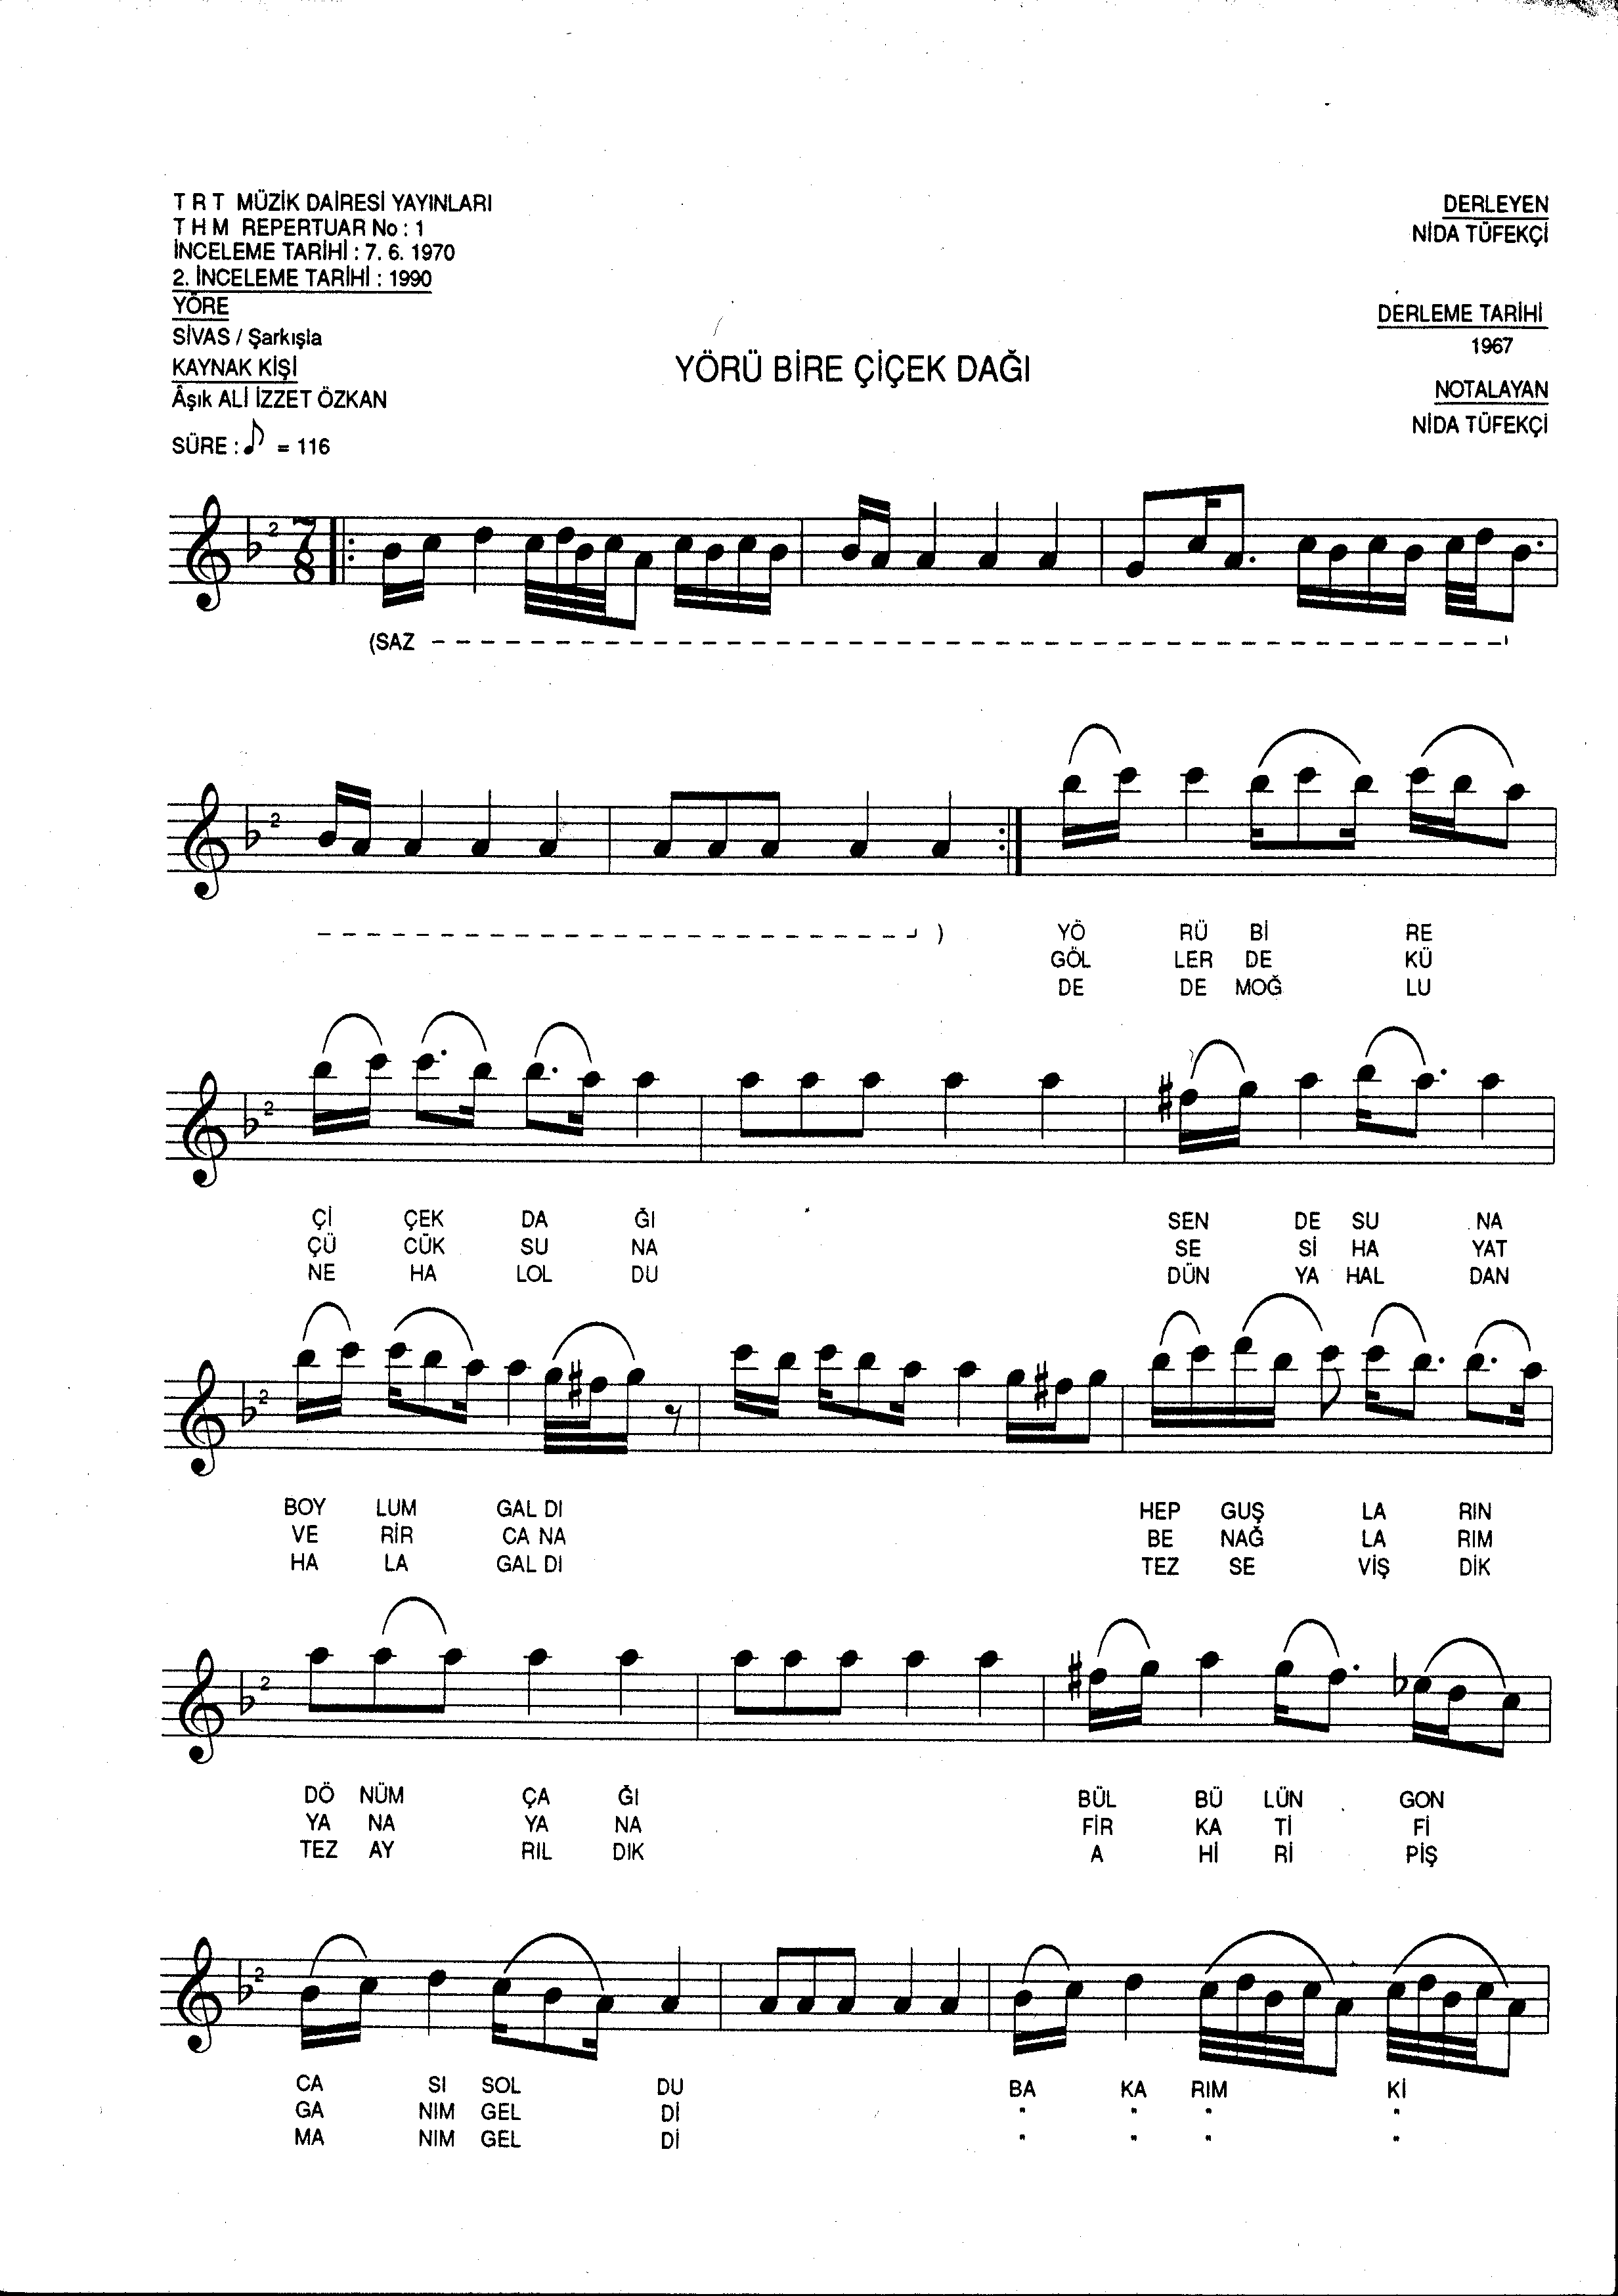 T R T MÜZİK DAİRESİ YAYINLARI
T H M REPERTUAR No : 1
İNCELEME TARİHİ : 7. 6. 1970
2. İNCELEME TARİHİ : 1990
YÖRE
SİVAS / Şarkışla
KAYNAK KİŞİ
Âşık ALİ İZZET ÖZKAN
SÜRE : ♪ = 116
DERLEYEN
NİDA TÜFEKÇİ
DERLEME TARİHİ
1967
NOTALAYAN
NİDA TÜFEKÇİ
YÖRÜ BİRE ÇİÇEK DAĞI
2 7 8
(SAZ
2
)
YÖ RÜ Bİ RE
GÖL LER DE KÜ
DE DE MOĞ LU
2
Çİ ÇEK DA ĞI SEN DE SU NA
ÇÜ CÜK SU NA SE Sİ HA YAT
NE HA LOL DU DÜN YA HAL DAN
2
BOY LUM GAL DI HEP GUŞ LA RIN
VE RİR CA NA BE NAĞ LA RIM
HA LA GAL DI TEZ SE VİŞ DİK
2
DÖ NÜM ÇA ĞI BÜL BÜ LÜN GON
YA NA YA NA FİR KA Tİ Fİ
TEZ AY RIL DIK A Hİ Rİ PİŞ
2
CA SI SOL DU BA KA RIM Kİ
GA NIM GEL Dİ " " " "
MA NIM GEL Dİ " " " "